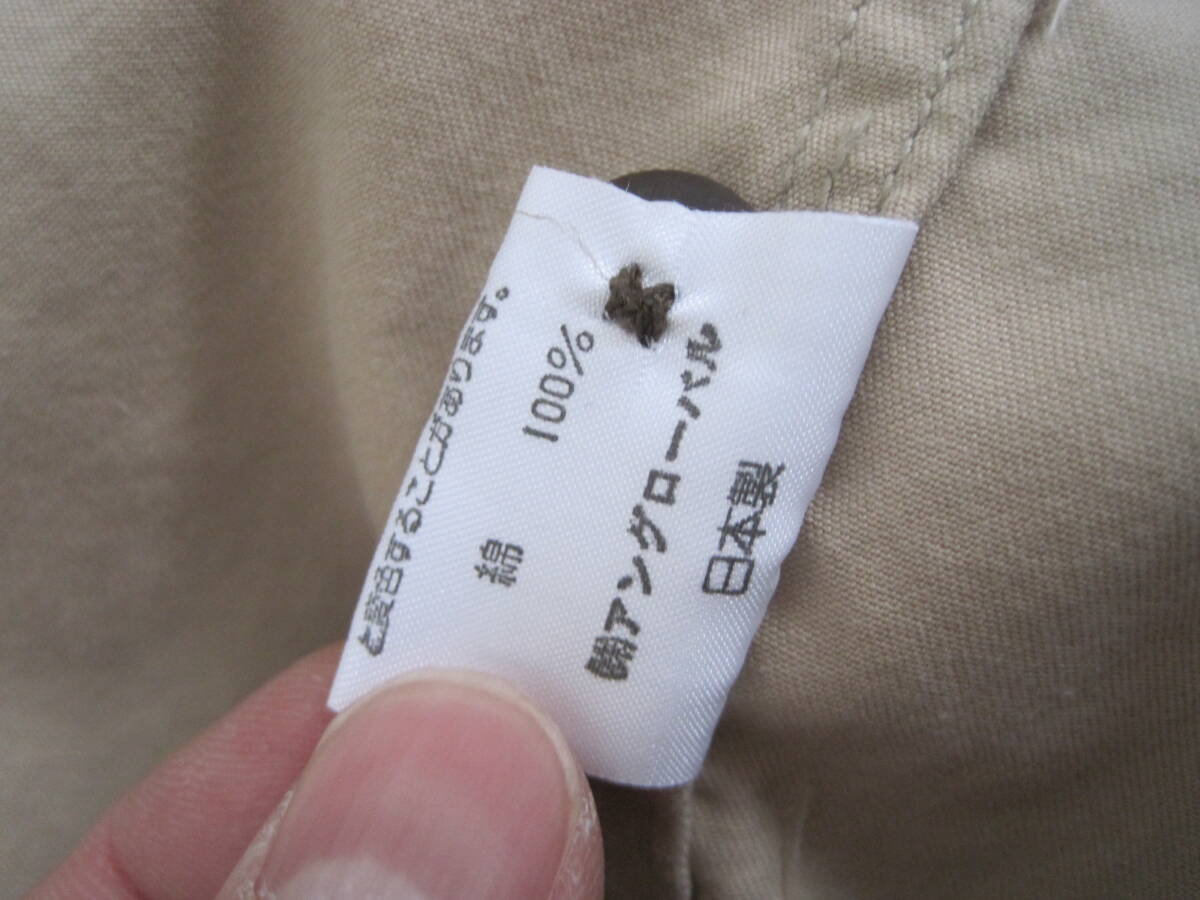 と変色することがあります。
綿 100%
㈱アングローバル
日本製